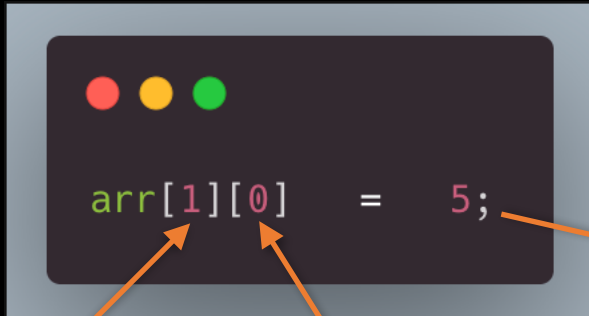 arr[1][0] = 5;